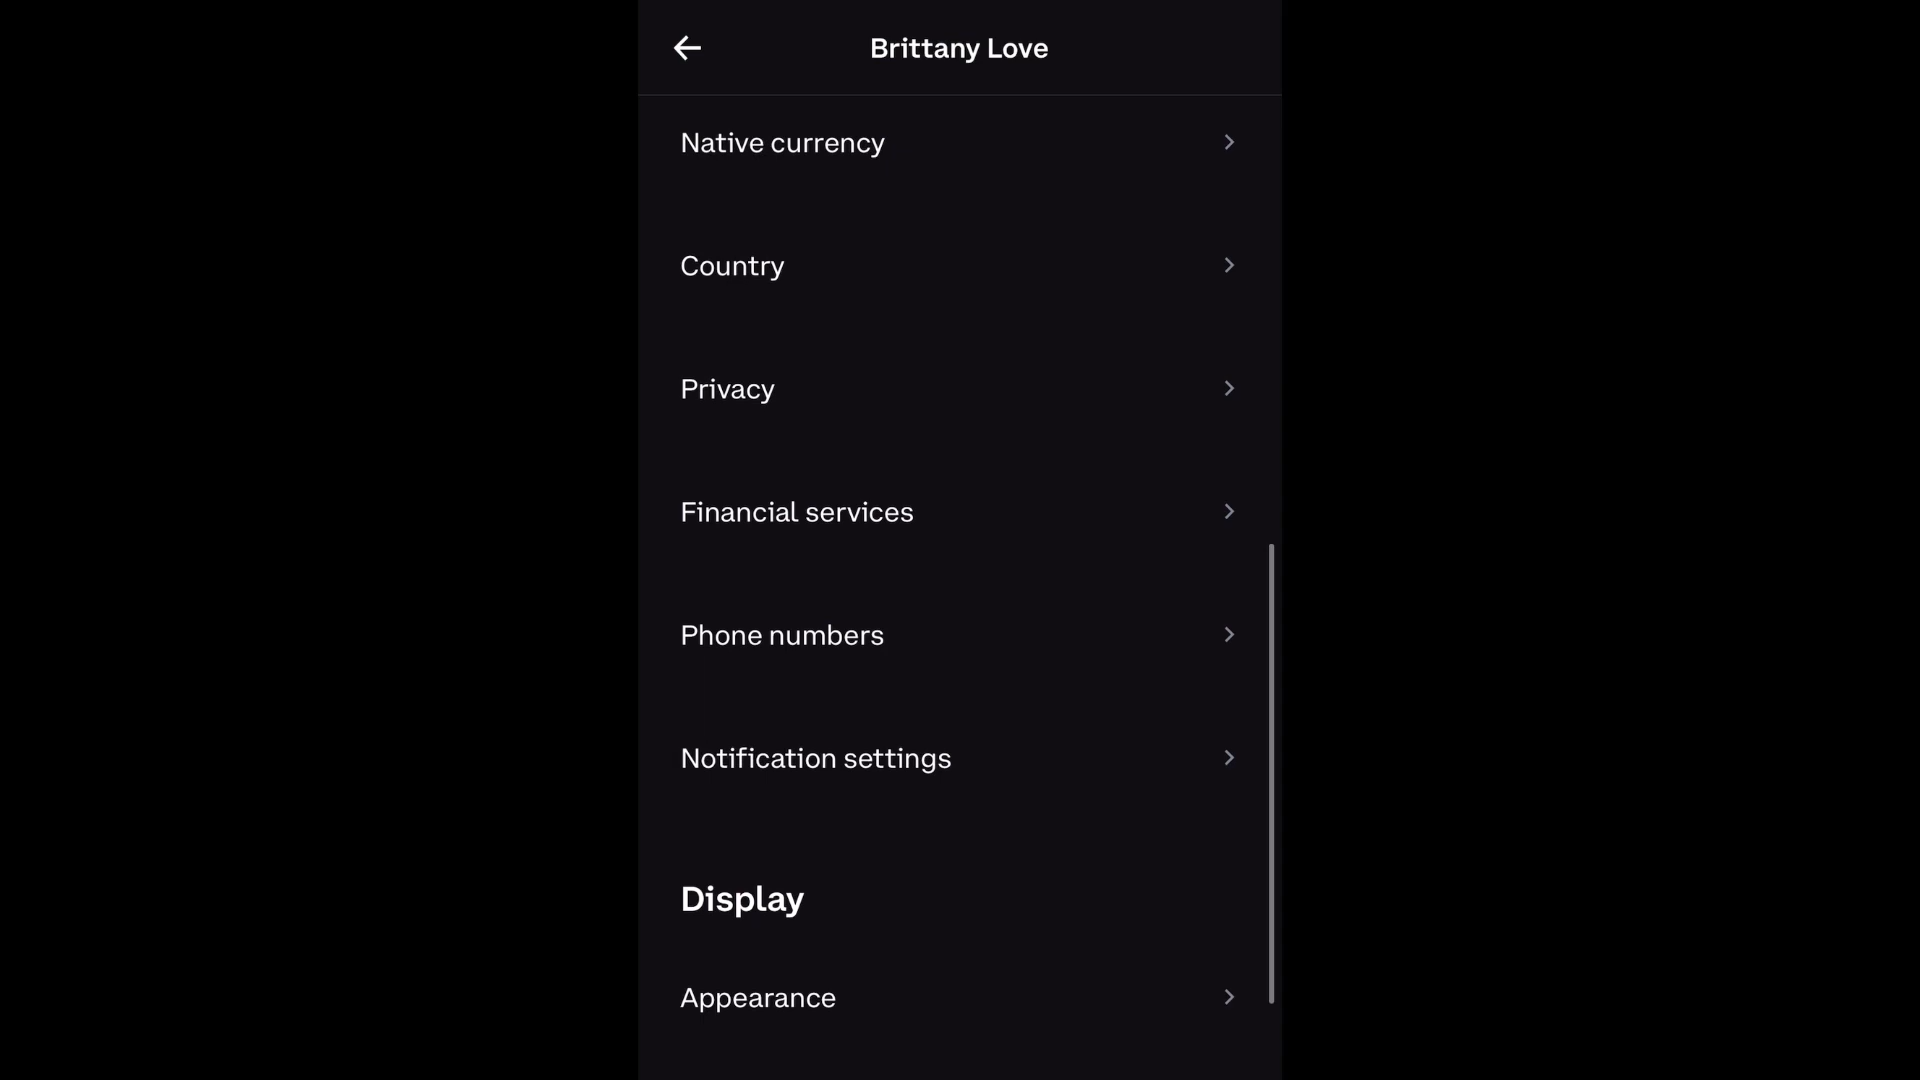 Brittany Love
Native currency
Country
Privacy
Financial services
Phone numbers
Notification settings
Display
Appearance